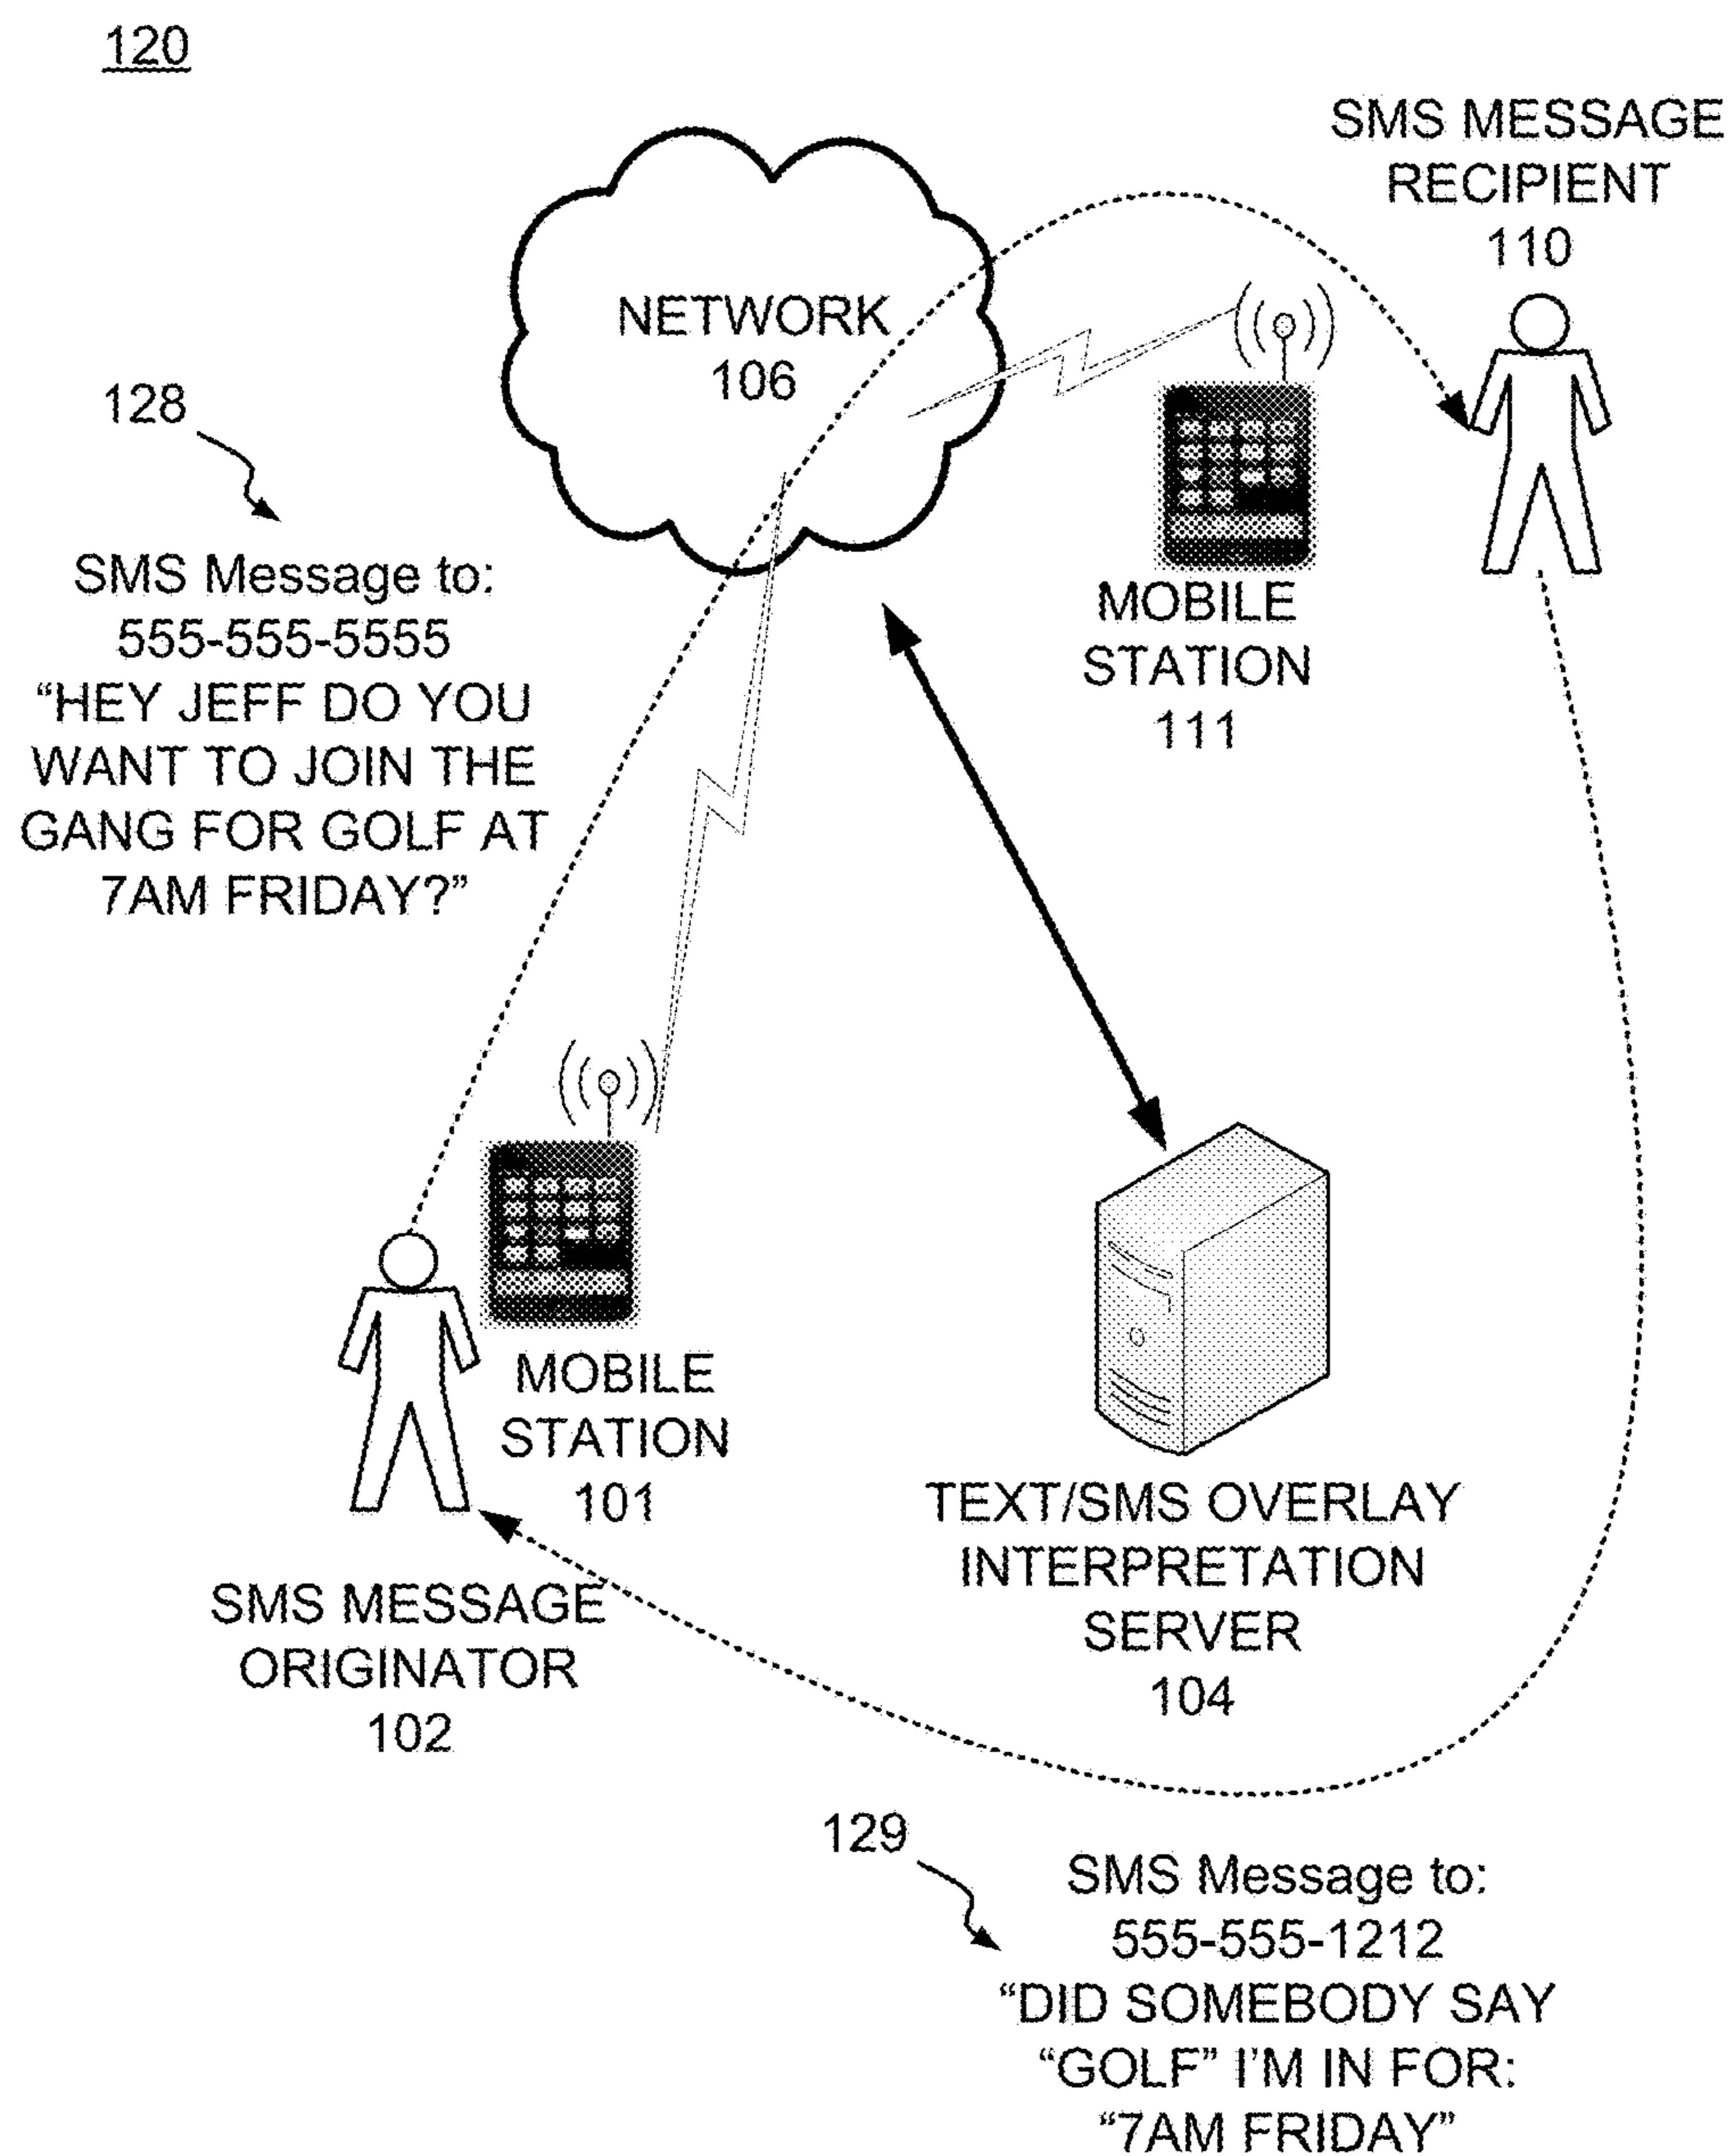 120
SMS MESSAGE
RECIPIENT
110
NETWORK
106
128
SMS Message to:
555-555-5555
“HEY JEFF DO YOU
WANT TO JOIN THE
GANG FOR GOLF AT
7AM FRIDAY?”
MOBILE
STATION
111
MOBILE
STATION
101
SMS MESSAGE
ORIGINATOR
102
TEXT/SMS OVERLAY
INTERPRETATION
SERVER
104
129
SMS Message to:
555-555-1212
“DID SOMEBODY SAY
“GOLF” I’M IN FOR:
“7AM FRIDAY”